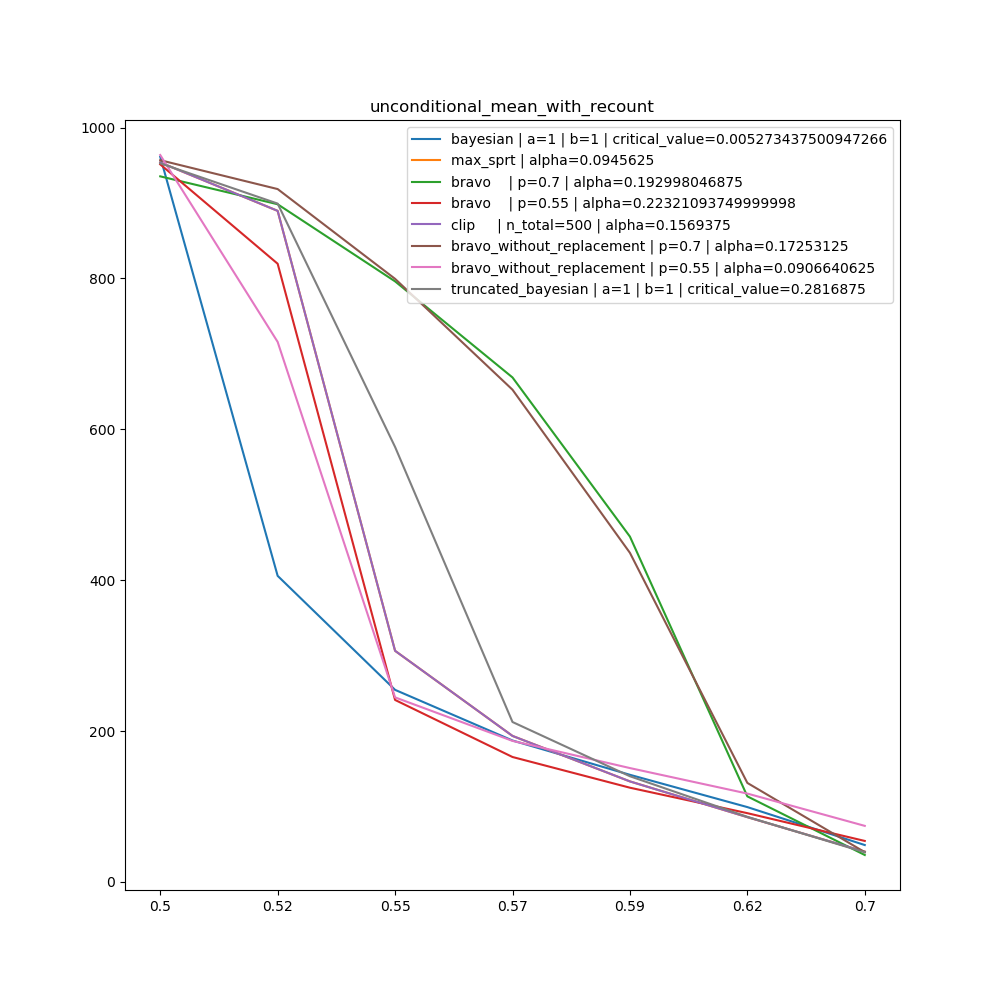 unconditional_mean_with_recount
1000
800
600
400
200
0
bayesian | a=1 | b=1 | critical_value=0.005273437500947266
max_sprt | alpha=0.0945625
bravo    | p=0.7 | alpha=0.192998046875
bravo    | p=0.55 | alpha=0.22321093749999998
clip     | n_total=500 | alpha=0.1569375
bravo_without_replacement | p=0.7 | alpha=0.17253125
bravo_without_replacement | p=0.55 | alpha=0.0906640625
truncated_bayesian | a=1 | b=1 | critical_value=0.2816875
0.5 0.52 0.55 0.57 0.59 0.62 0.7